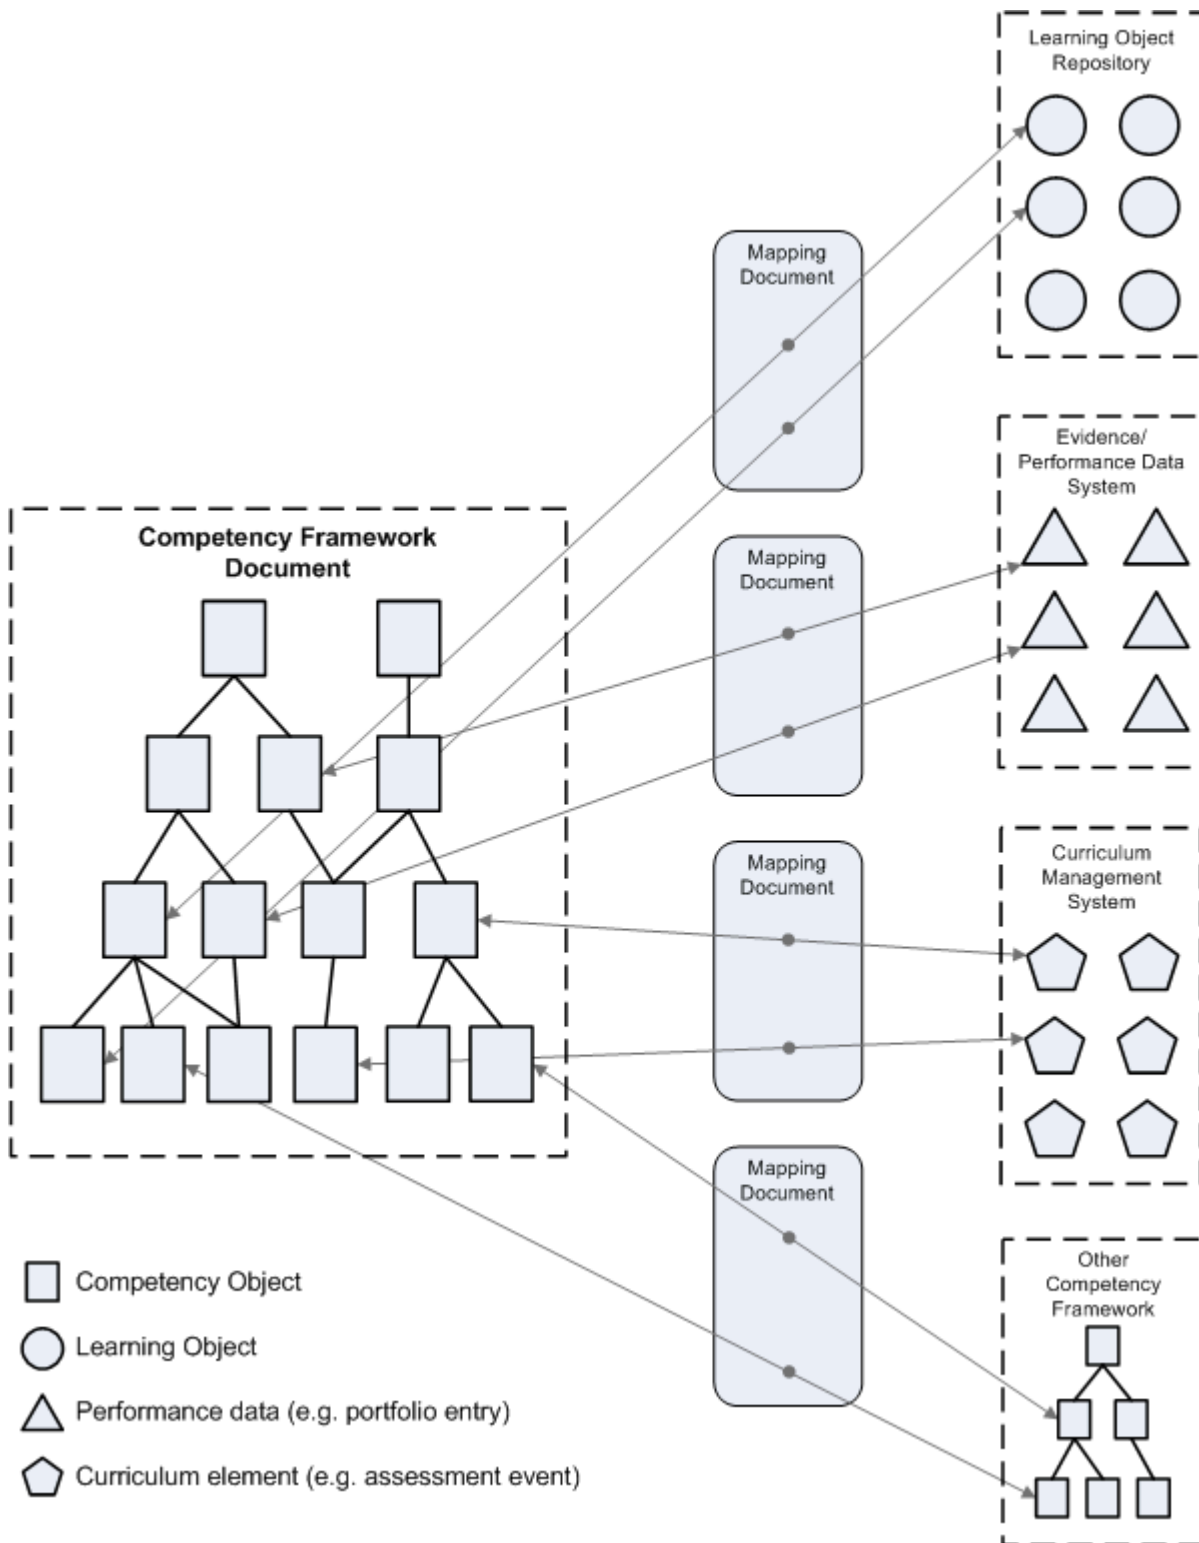 Learning Object
Repository
Mapping
Document
Evidence/
Performance Data
System
Competency Framework
Document
Mapping
Document
Curriculum
Management
System
Mapping
Document
Mapping
Document
Other
Competency
Framework
Competency Object
Learning Object
Performance data (e.g. portfolio entry)
Curriculum element (e.g. assessment event)